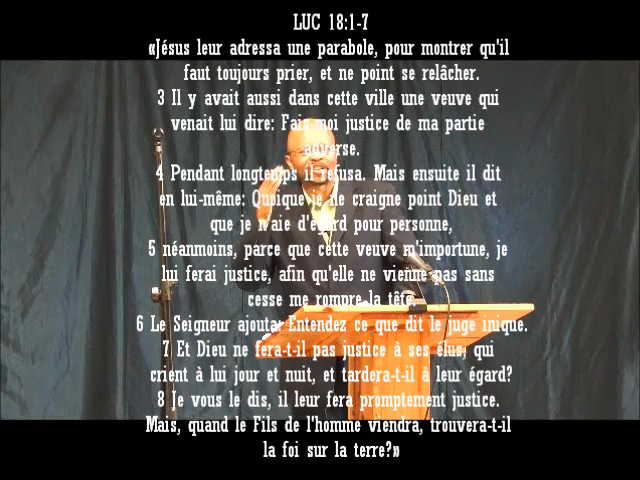 LUC 18:1-7
«Jésus leur adressa une parabole, pour montrer qu'il
faut toujours prier, et ne point se relâcher.
3 Il y avait aussi dans cette ville une veuve qui
venait lui dire: Fais-moi justice de ma partie
adverse.
4 Pendant longtemps il refusa. Mais ensuite il dit
en lui-même: Quoique je ne craigne point Dieu et
que je n'aie d'égard pour personne,
5 néanmoins, parce que cette veuve m'importune, je
lui ferai justice, afin qu'elle ne vienne pas sans
cesse me rompre la tête.
6 Le Seigneur ajouta: Entendez ce que dit le juge inique.
7 Et Dieu ne fera-t-il pas justice à ses élus, qui
crient à lui jour et nuit, et tardera-t-il à leur égard?
8 Je vous le dis, il leur fera promptement justice.
Mais, quand le Fils de l'homme viendra, trouvera-t-il
la foi sur la terre?»